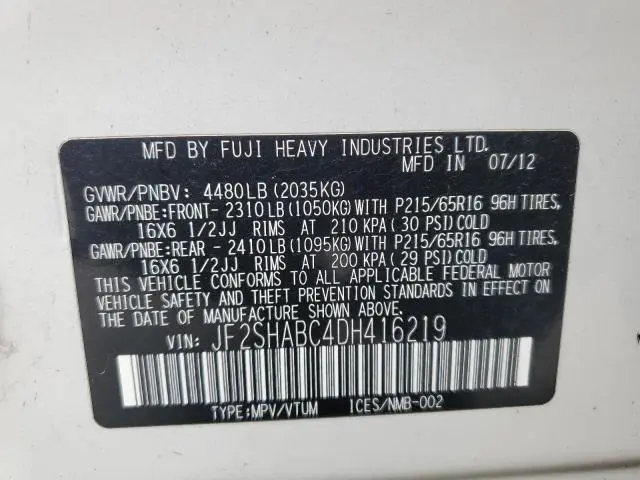 MFD BY FUJI HEAVY INDUSTRIES LTD.
MFD IN 07/12
GVWR/PNBV: 4480LB (2035KG)
GAWR/PNBE:FRONT- 2310LB (1050KG) WITH P215/65R16 96H TIRES,
16X6 1/2JJ RIMS AT 210 KPA ( 30 PSI) COLD
GAWR/PNBE:REAR - 2410LB (1095KG) WITH P215/65R16 96H TIRES,
16X6 1/2JJ RIMS AT 200 KPA ( 29 PSI) COLD
THIS VEHICLE CONFORMS TO ALL APPLICABLE FEDERAL MOTOR
VEHICLE SAFETY AND THEFT PREVENTION STANDARDS IN EFFECT ON
THE DATE OF MANUFACTURE SHOWN ABOVE.
VIN: JF2SHABC4DH416219
TYPE:MPV/VTUM ICES/NMB-002